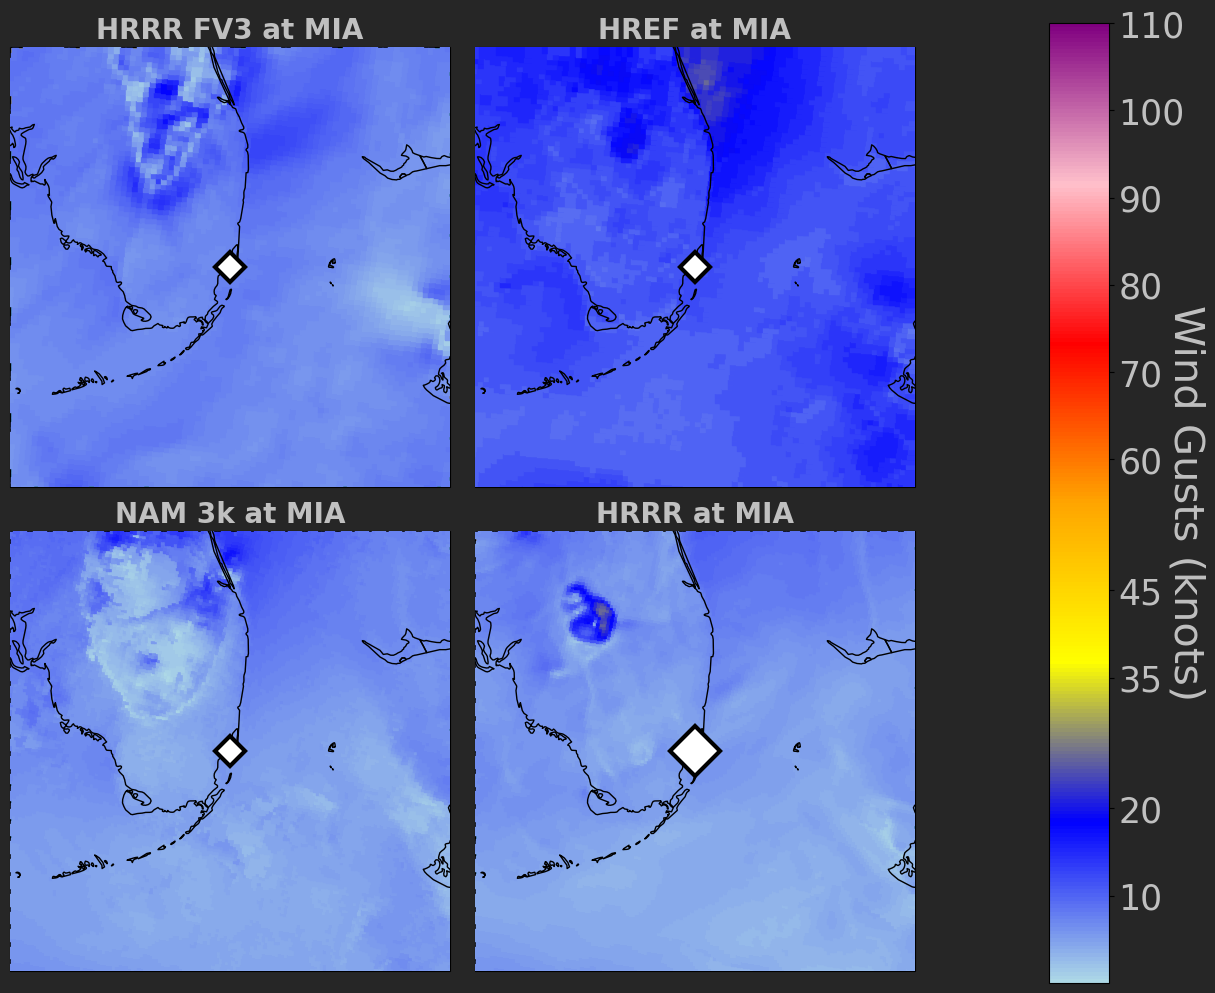 HRRR FV3 at MIA
HREF at MIA
NAM 3k at MIA
HRRR at MIA
110
100
90
80
70
60
45
35
20
10
Wind Gusts (knots)